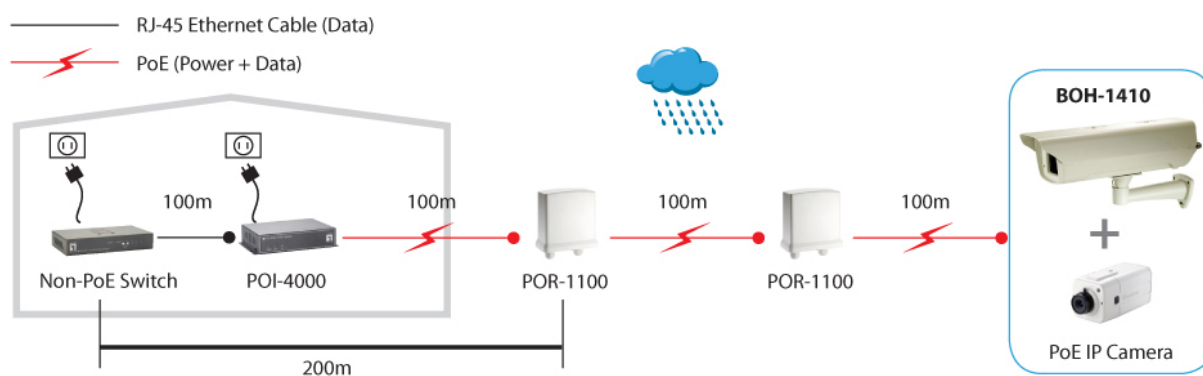 RJ-45 Ethernet Cable (Data)
PoE (Power + Data)
BOH-1410
100m
100m
100m
100m
Non-PoE Switch
POI-4000
POR-1100
POR-1100
PoE IP Camera
200m